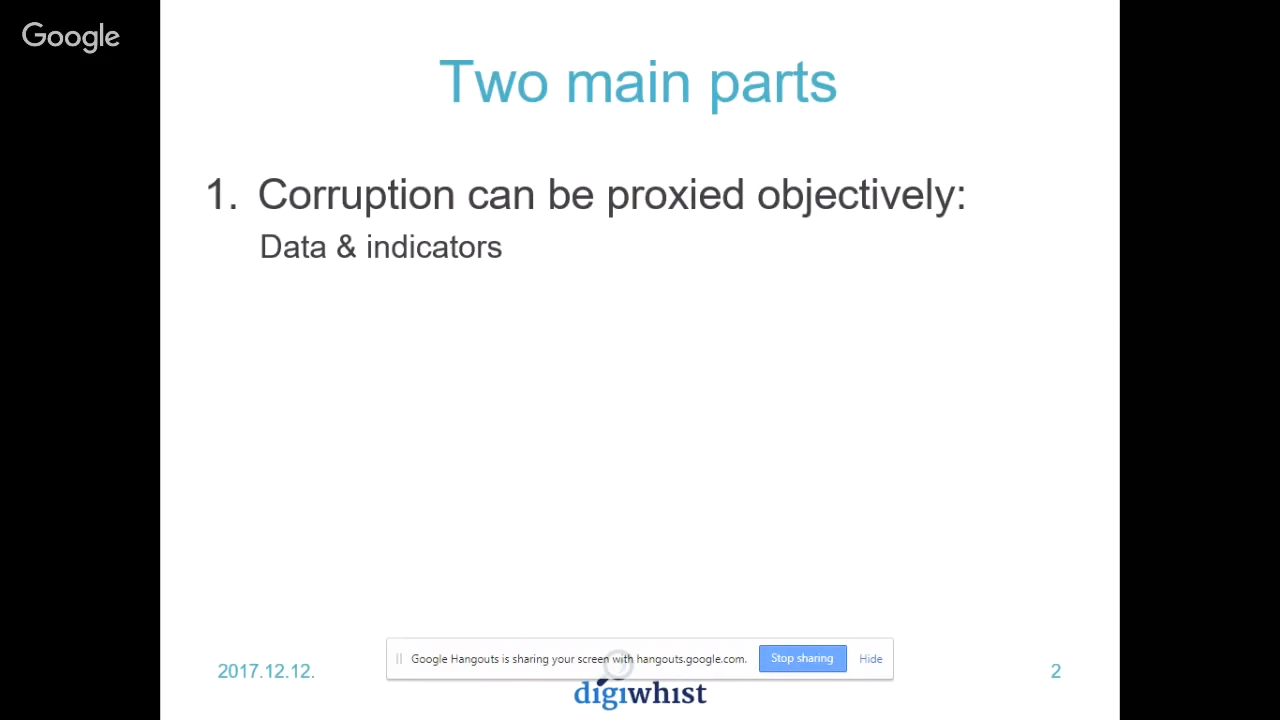 Google
Two main parts
1. Corruption can be proxied objectively:
Data & indicators
Google Hangouts is sharing your screen with hangouts.google.com. Stop sharing Hide
2017.12.12. 2
digiwhist